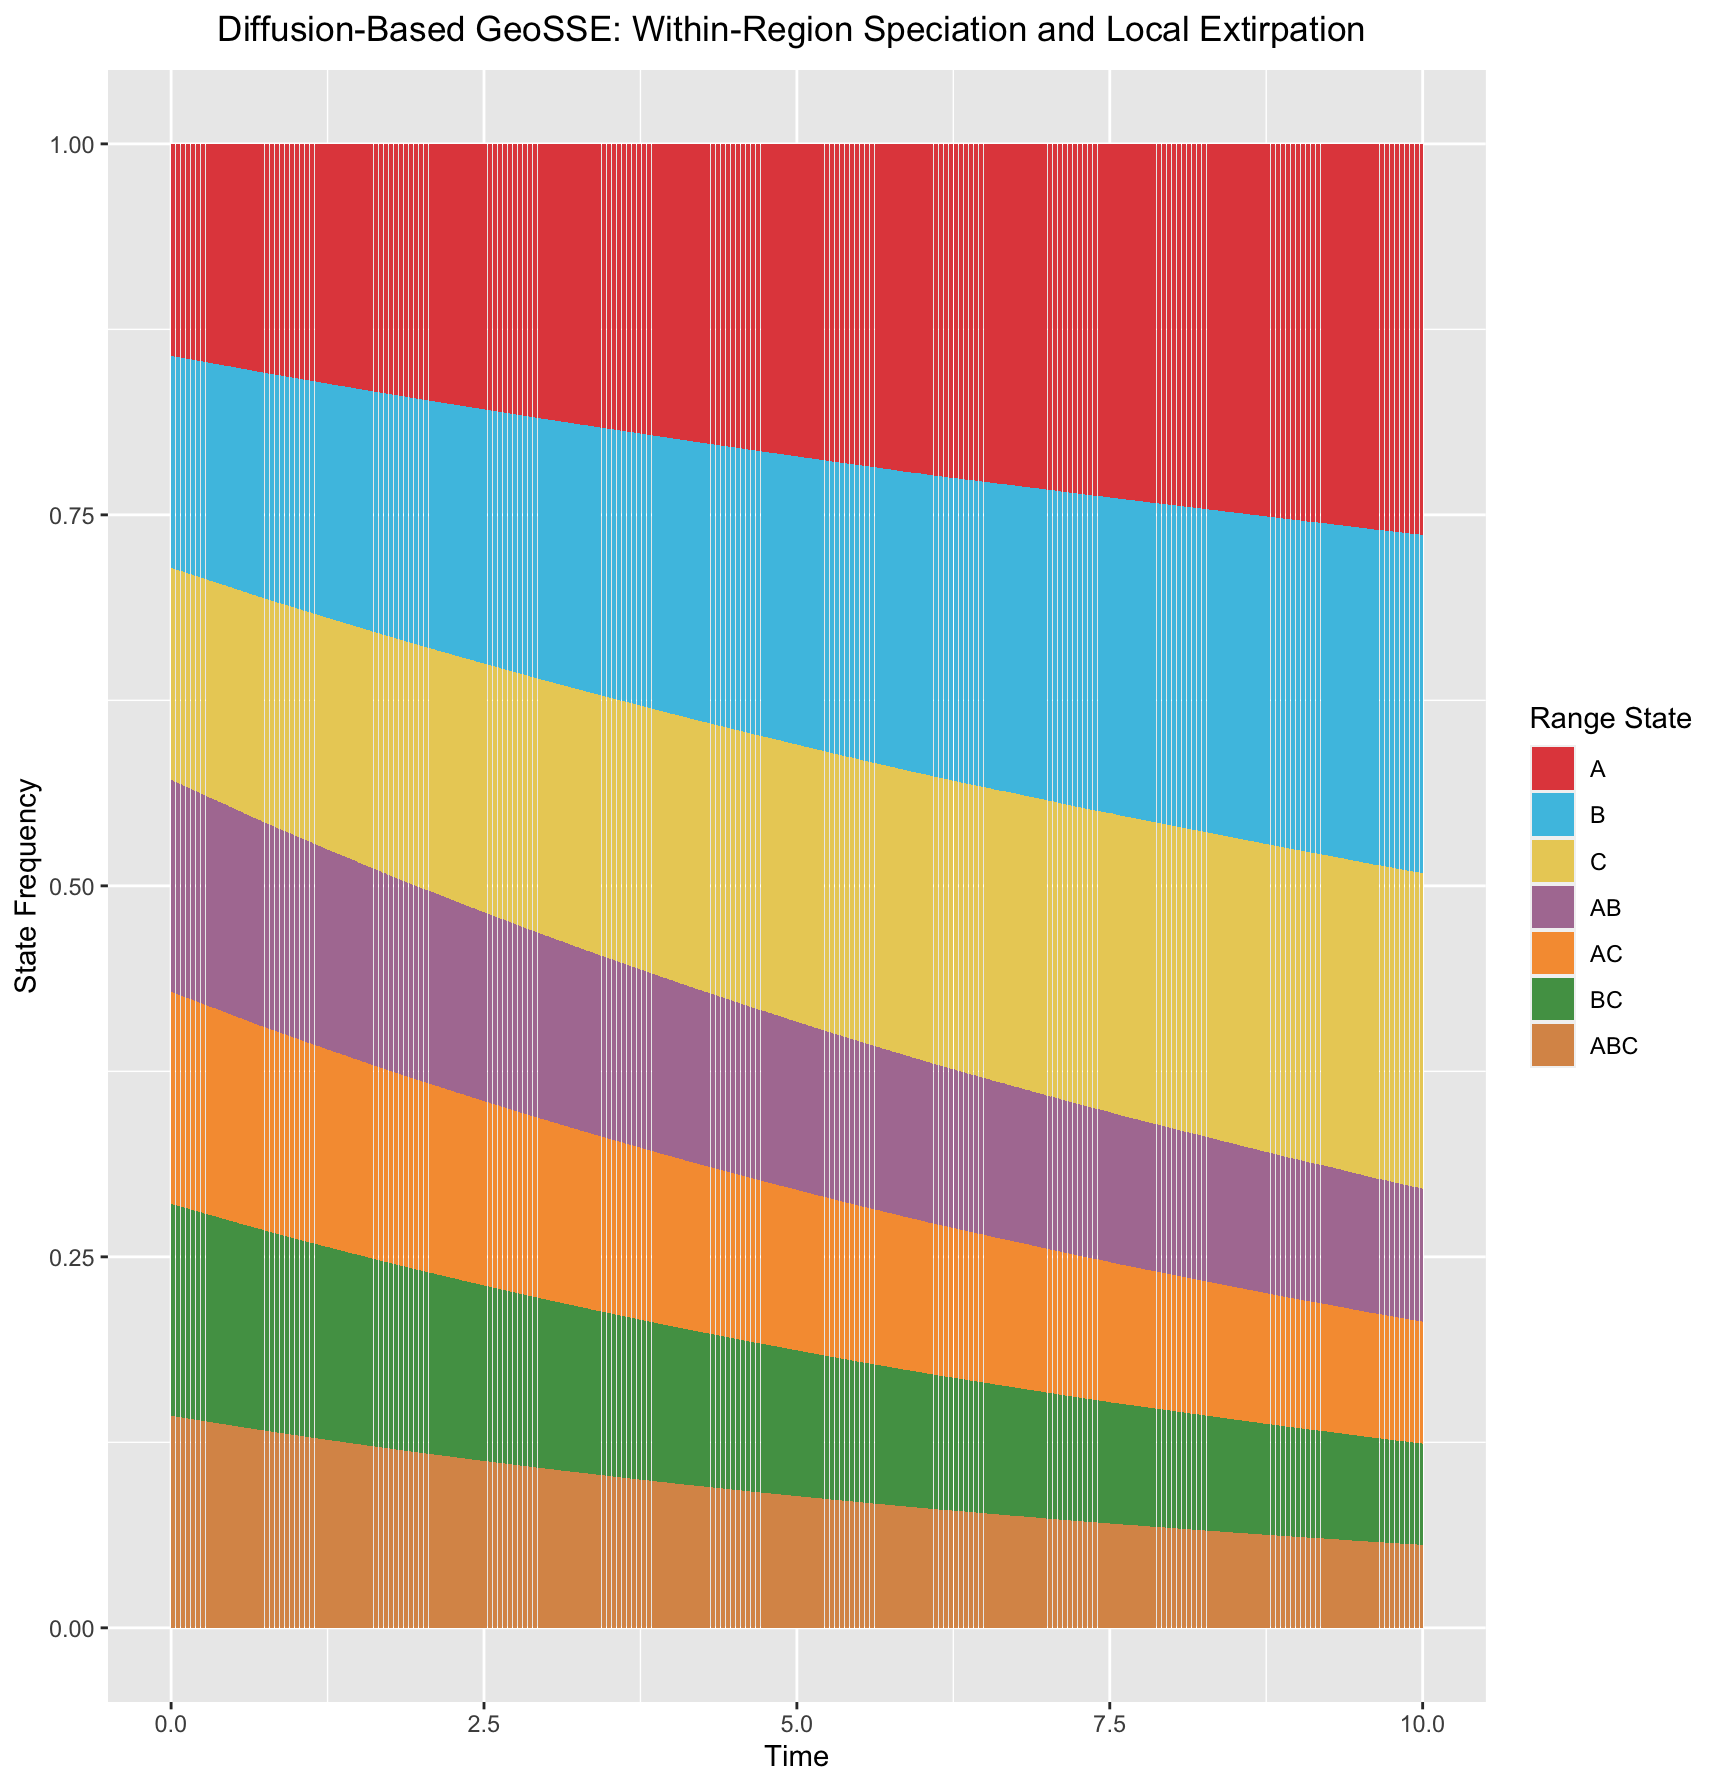 Diffusion-Based GeoSSE: Within-Region Speciation and Local Extirpation
State Frequency
1.00
0.75
0.50
0.25
0.00
0.0
2.5
5.0
7.5
10.0
Time
Range State
A
B
C
AB
AC
BC
ABC